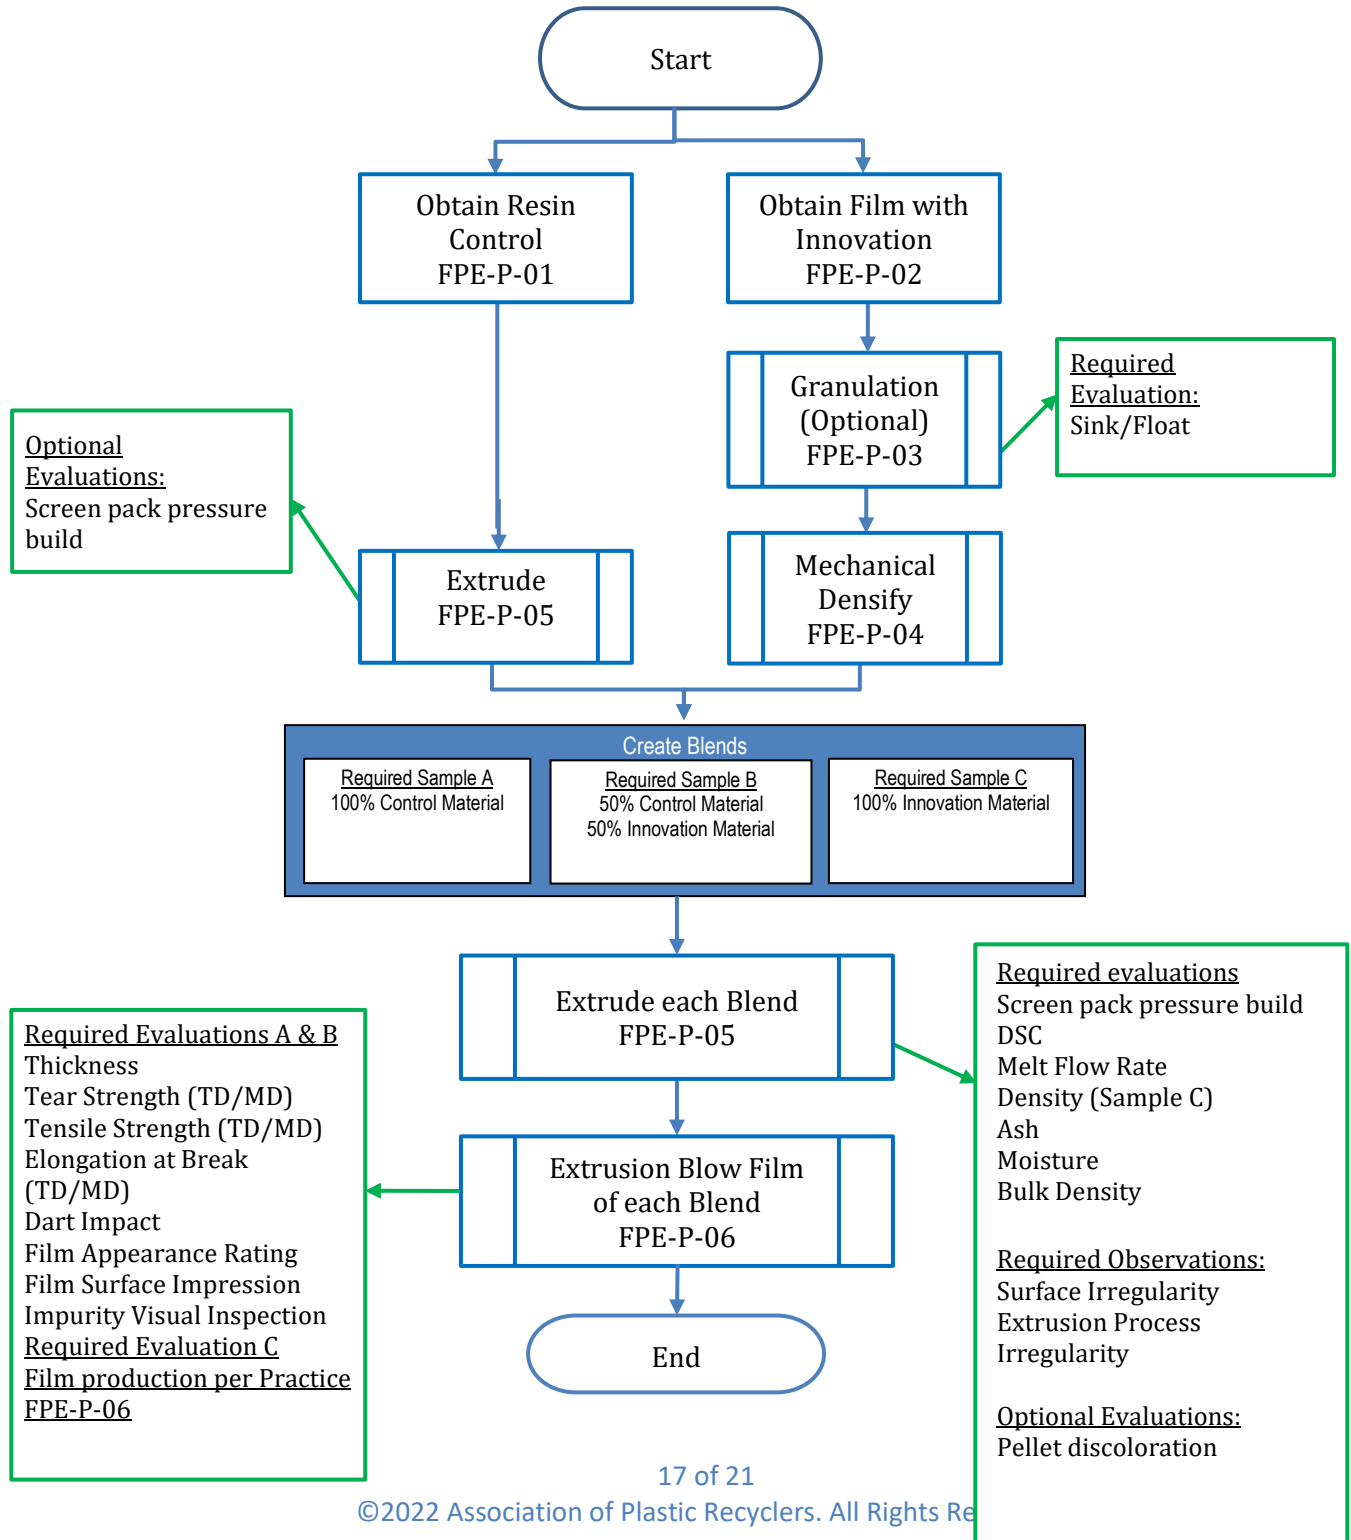 Start
Obtain Resin
Control
FPE-P-01
Obtain Film with
Innovation
FPE-P-02
Granulation
(Optional)
FPE-P-03
Required
Evaluation:
Sink/Float
Optional
Evaluations:
Screen pack pressure
build
Extrude
FPE-P-05
Mechanical
Densify
FPE-P-04
Create Blends
Required Sample A
100% Control Material
Required Sample B
50% Control Material
50% Innovation Material
Required Sample C
100% Innovation Material
Extrude each Blend
FPE-P-05
Required evaluations
Screen pack pressure build
DSC
Melt Flow Rate
Density (Sample C)
Ash
Moisture
Bulk Density
Required Observations:
Surface Irregularity
Extrusion Process
Irregularity
Optional Evaluations:
Pellet discoloration
Required Evaluations A & B
Thickness
Tear Strength (TD/MD)
Tensile Strength (TD/MD)
Elongation at Break
(TD/MD)
Dart Impact
Film Appearance Rating
Film Surface Impression
Impurity Visual Inspection
Required Evaluation C
Film production per Practice
FPE-P-06
Extrusion Blow Film
of each Blend
FPE-P-06
End
17 of 21
©2022 Association of Plastic Recyclers. All Rights Re